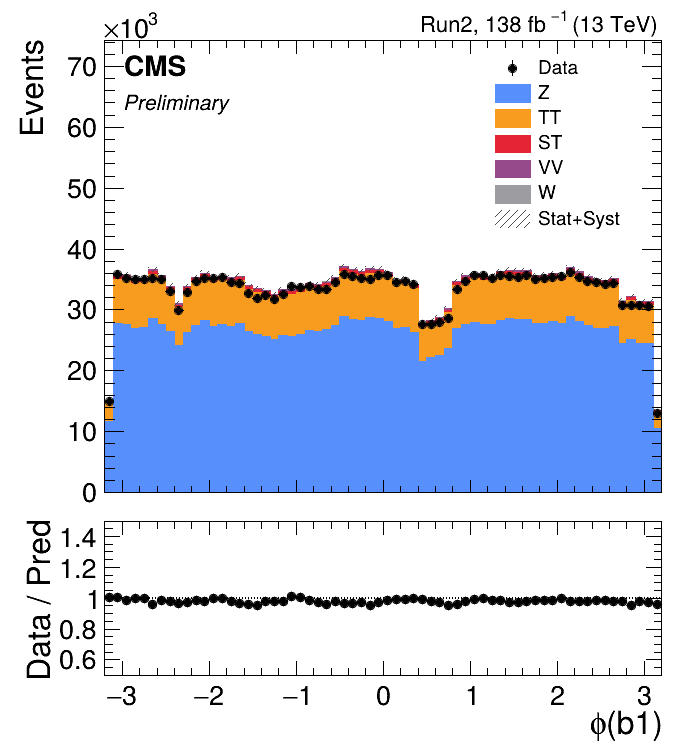 ×10³
Run2, 138 fb⁻¹ (13 TeV)
Events
CMS
Preliminary
Data
Z
TT
ST
VV
W
Stat+Syst
70
60
50
40
30
20
10
0
Data / Pred
1.4
1.2
1
0.8
0.6
−3 −2 −1 0 1 2 3
ϕ(b1)